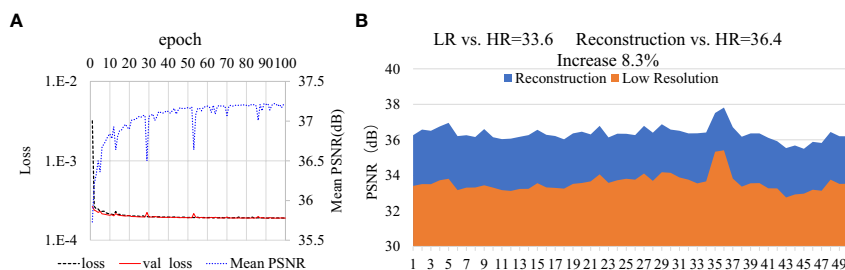 A
epoch
0 10 20 30 40 50 60 70 80 90 100
1.E-2
1.E-3
1.E-4
Loss
37.2
37
36.5
36
35.8
35.5
Mean PSNR(dB)
loss val_loss Mean PSNR
B
LR vs. HR=33.6 Reconstruction vs. HR=36.4
Increase 8.3%
Reconstruction Low Resolution
40
38
36
34
32
30
PSNR (dB)
1 3 5 7 9 11 13 15 17 19 21 23 25 27 29 31 33 35 37 39 41 43 45 47 49